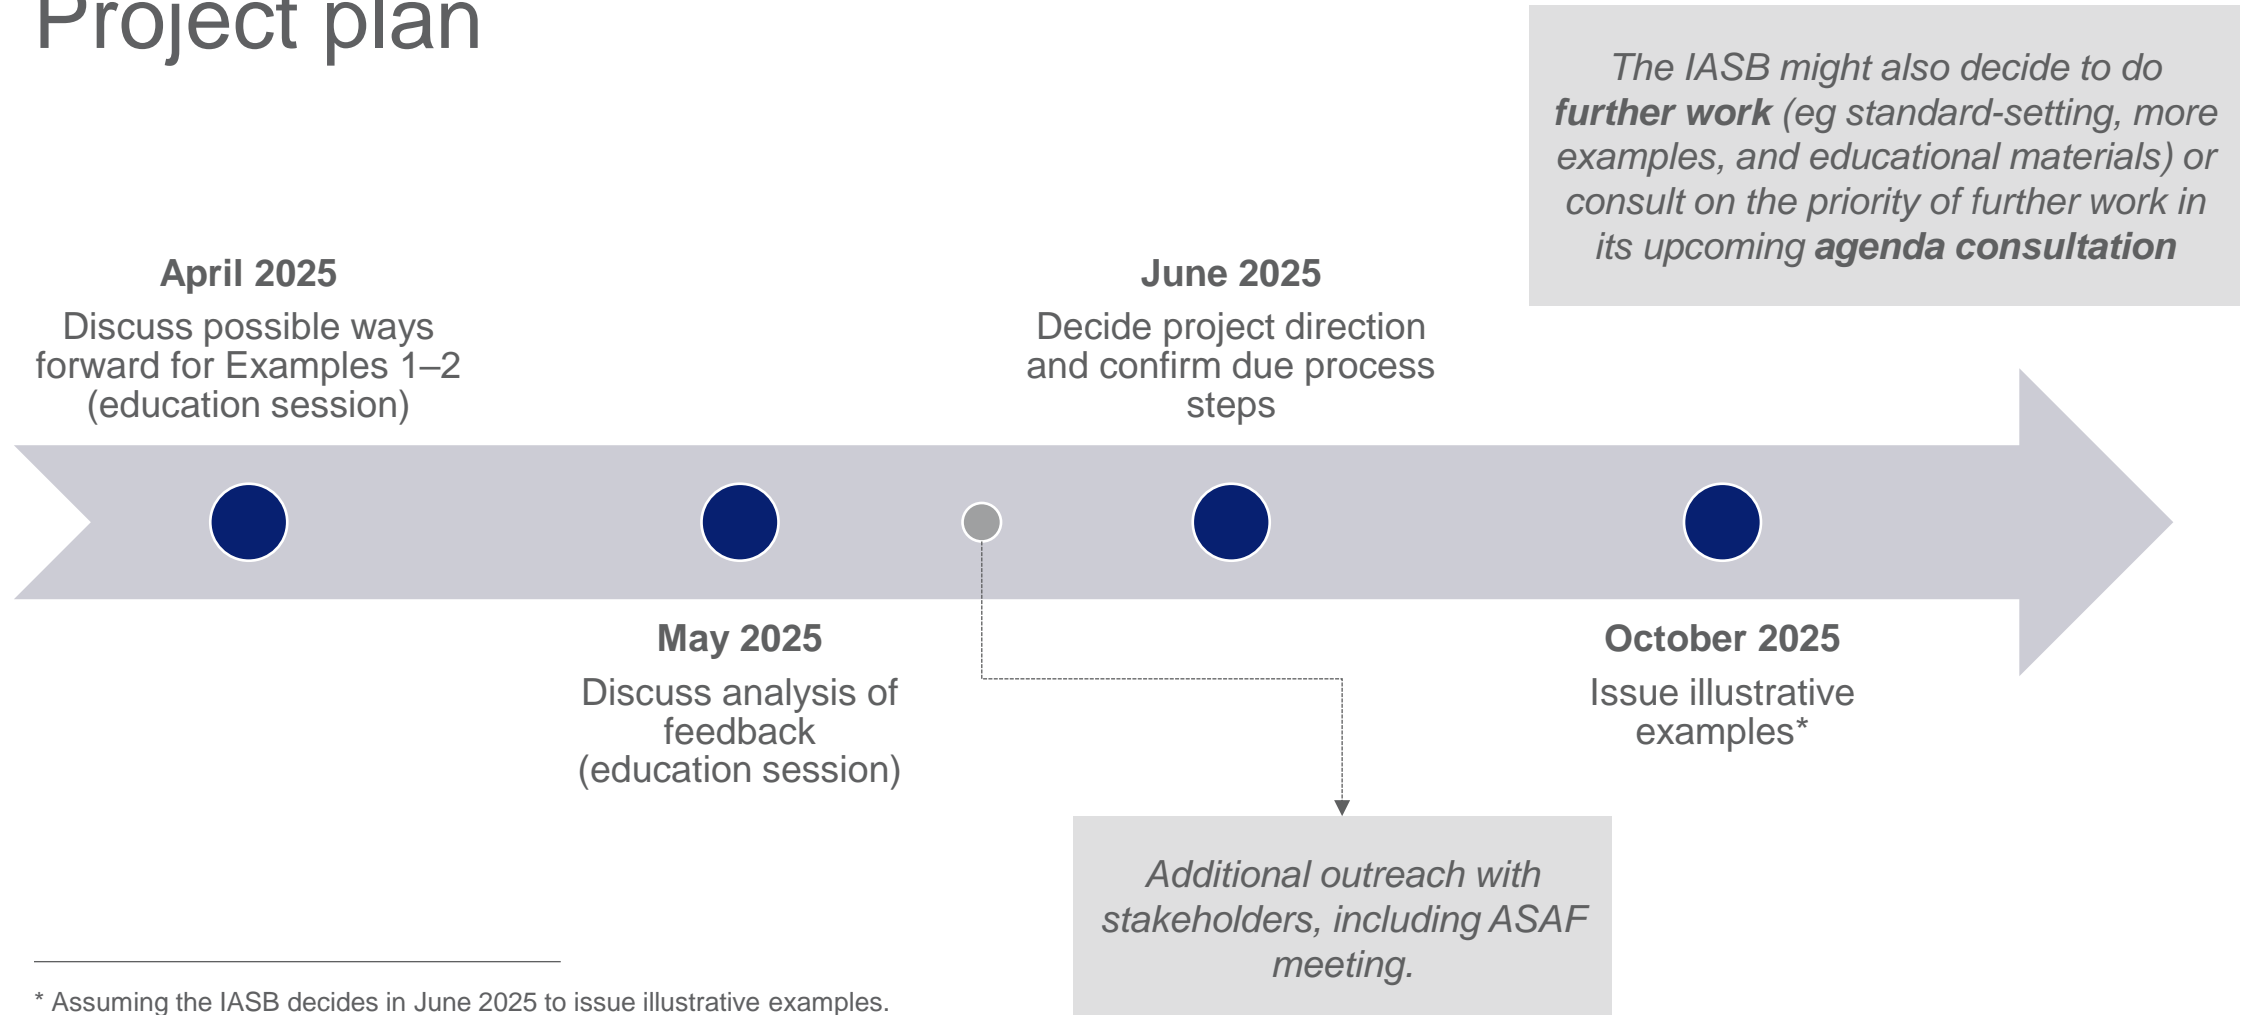 Project plan
The IASB might also decide to do
further work (eg standard-setting, more
examples, and educational materials) or
consult on the priority of further work in
its upcoming agenda consultation
April 2025
Discuss possible ways
forward for Examples 1–2
(education session)
June 2025
Decide project direction
and confirm due process
steps
May 2025
Discuss analysis of
feedback
(education session)
October 2025
Issue illustrative
examples*
Additional outreach with
stakeholders, including ASAF
meeting.
* Assuming the IASB decides in June 2025 to issue illustrative examples.